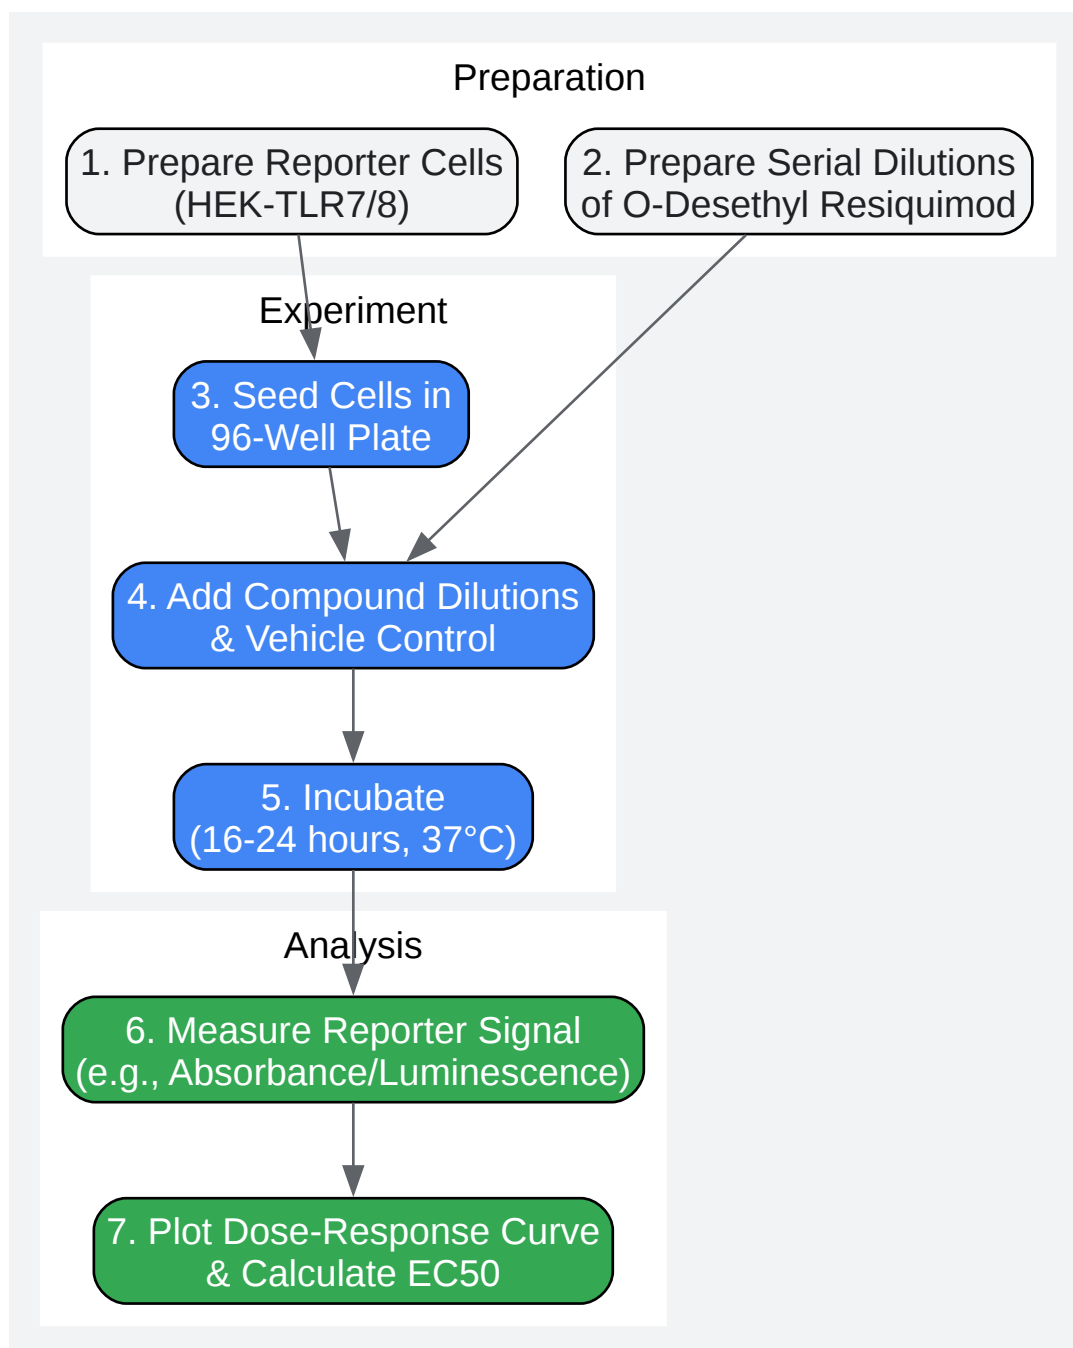 Preparation
1. Prepare Reporter Cells
(HEK-TLR7/8)
2. Prepare Serial Dilutions
of O-Desethyl Resiquimod
Experiment
3. Seed Cells in
96-Well Plate
4. Add Compound Dilutions
& Vehicle Control
5. Incubate
(16-24 hours, 37°C)
Analysis
6. Measure Reporter Signal
(e.g., Absorbance/Luminescence)
7. Plot Dose-Response Curve
& Calculate EC50